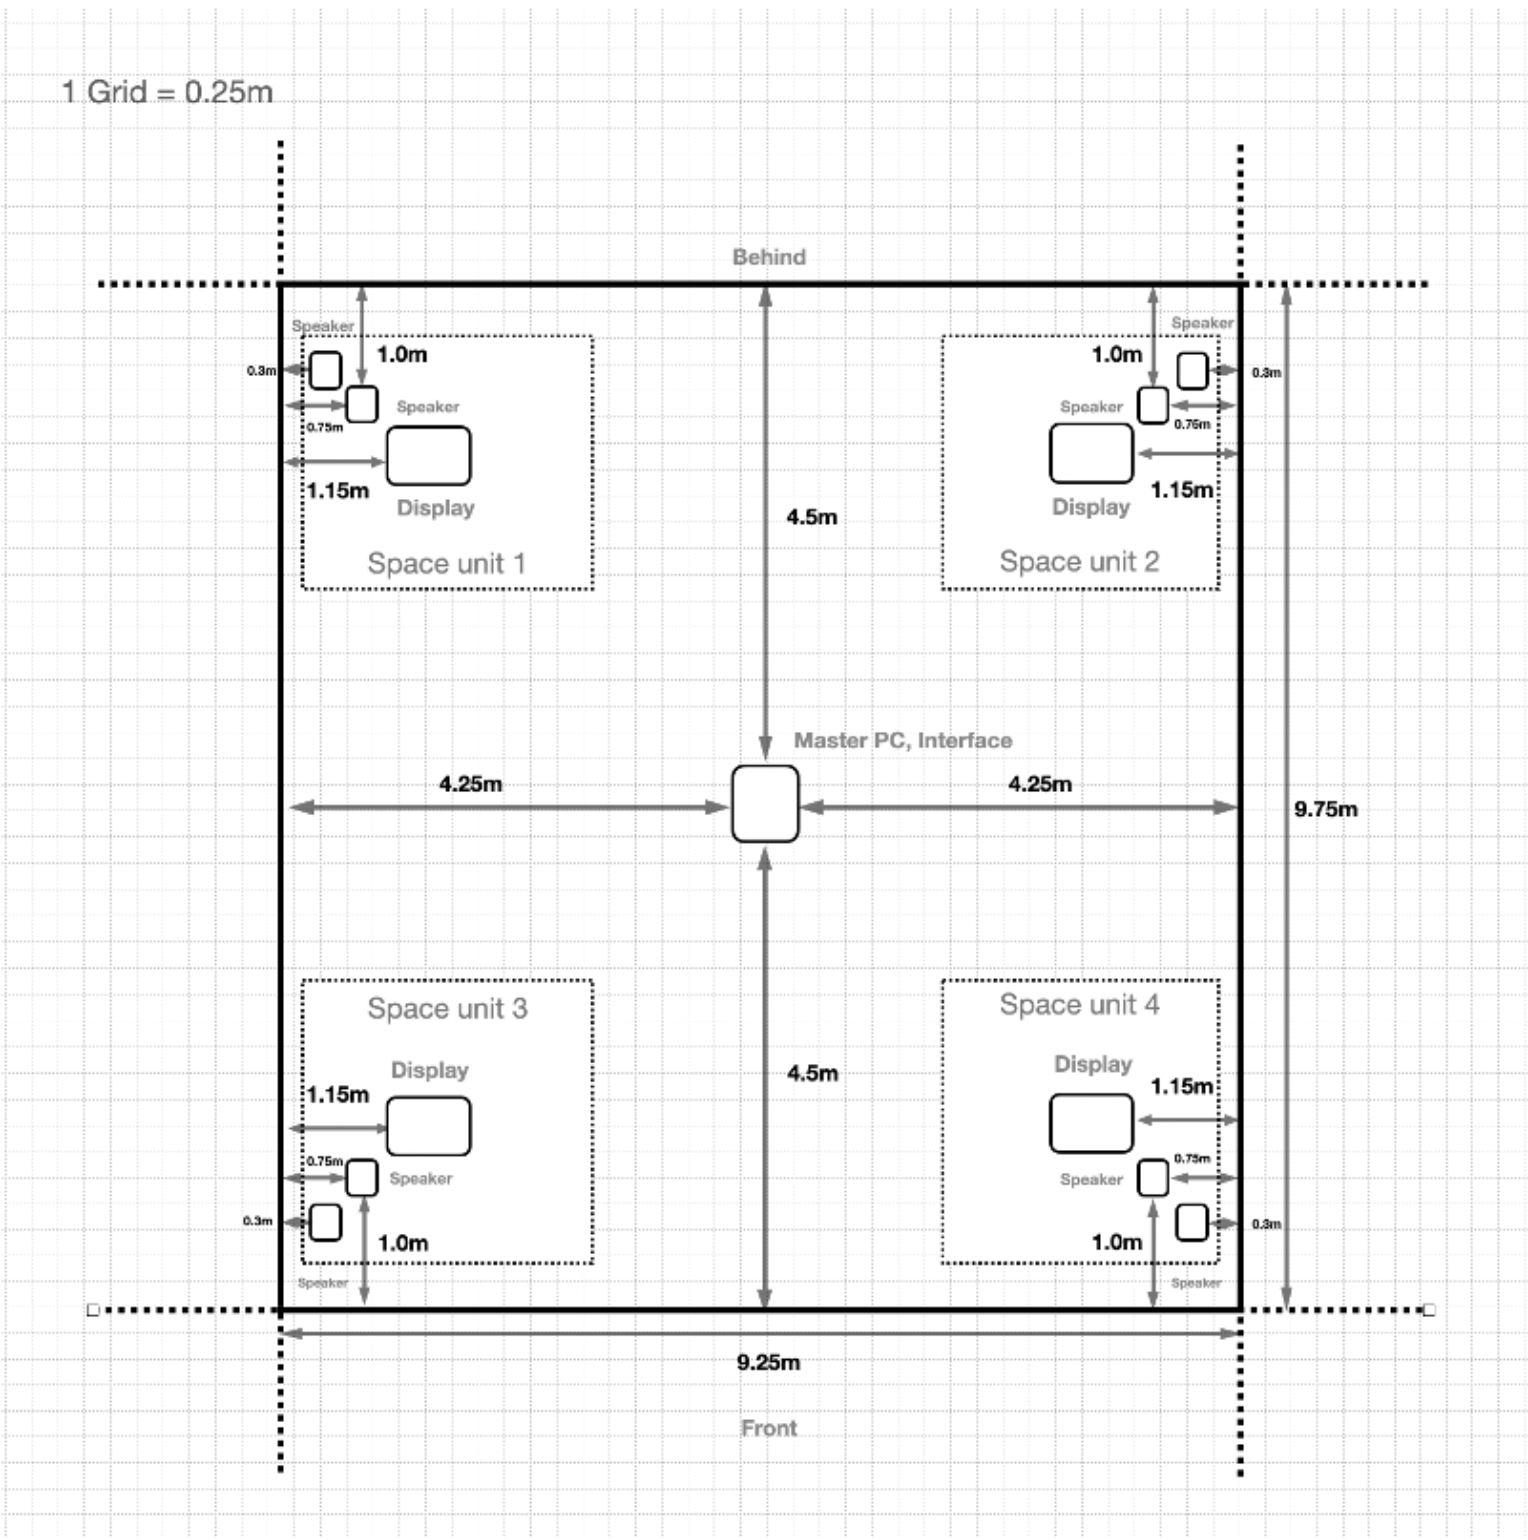 1 Grid = 0.25m
Behind
Speaker
1.0m
0.3m
Speaker
0.75m
1.15m
Display
Space unit 1
Speaker
1.0m
0.3m
Speaker
0.75m
1.15m
Display
Space unit 2
4.5m
Master PC, Interface
4.25m
4.25m
9.75m
Space unit 3
Display
1.15m
0.75m
Speaker
0.3m
1.0m
Speaker
4.5m
Space unit 4
Display
1.15m
0.75m
Speaker
1.0m
0.3m
Speaker
9.25m
Front